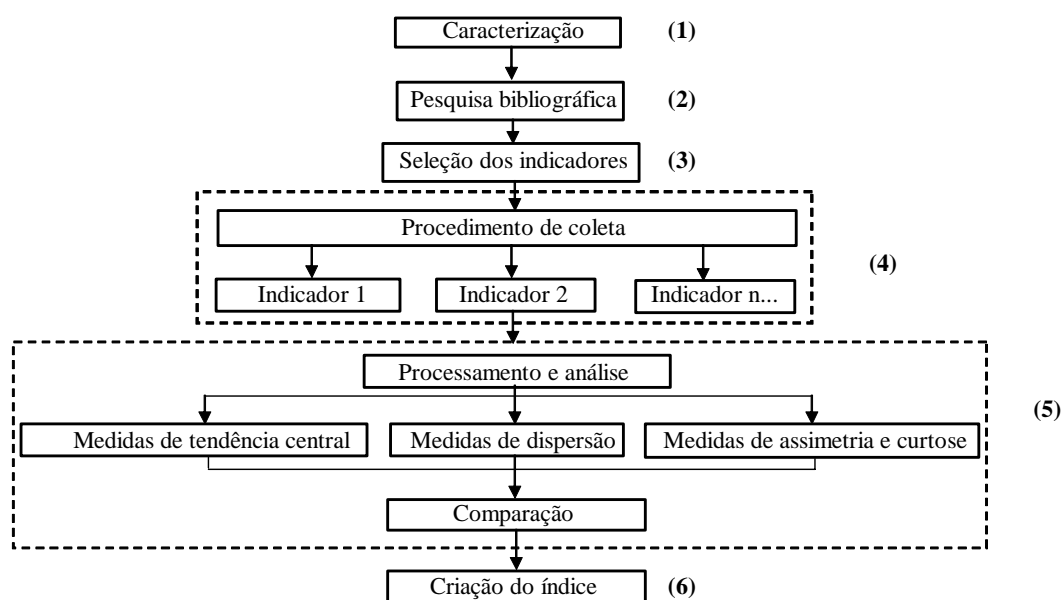 Caracterização (1)
Pesquisa bibliográfica (2)
Seleção dos indicadores (3)
Procedimento de coleta
(4)
Indicador 1 Indicador 2 Indicador n...
Processamento e análise
(5)
Medidas de tendência central Medidas de dispersão Medidas de assimetria e curtose
Comparação
Criação do índice (6)